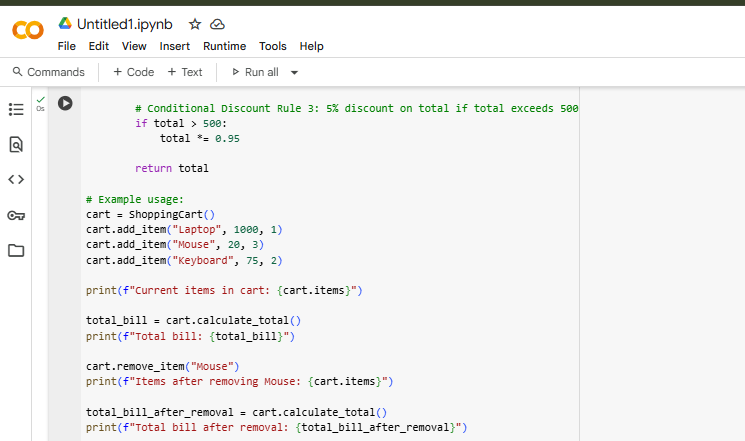 Untitled1.ipynb
File Edit View Insert Runtime Tools Help
Commands + Code + Text Run all
0s
# Conditional Discount Rule 3: 5% discount on total if total exceeds 500
if total > 500:
total *= 0.95
return total
# Example usage:
cart = ShoppingCart()
cart.add_item("Laptop", 1000, 1)
cart.add_item("Mouse", 20, 3)
cart.add_item("Keyboard", 75, 2)
print(f"Current items in cart: {cart.items}")
total_bill = cart.calculate_total()
print(f"Total bill: {total_bill}")
cart.remove_item("Mouse")
print(f"Items after removing Mouse: {cart.items}")
total_bill_after_removal = cart.calculate_total()
print(f"Total bill after removal: {total_bill_after_removal}")